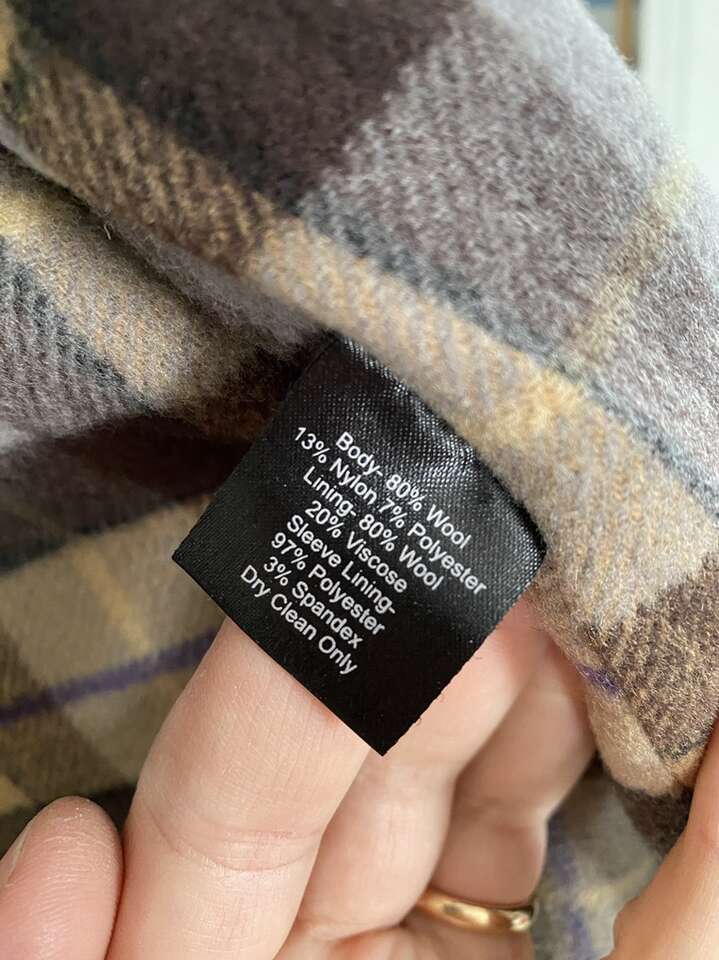 Body- 80% Wool
13% Nylon 7% Polyester
Lining- 80% Wool
20% Viscose
Sleeve Lining-
97% Polyester
3% Spandex
Dry Clean Only